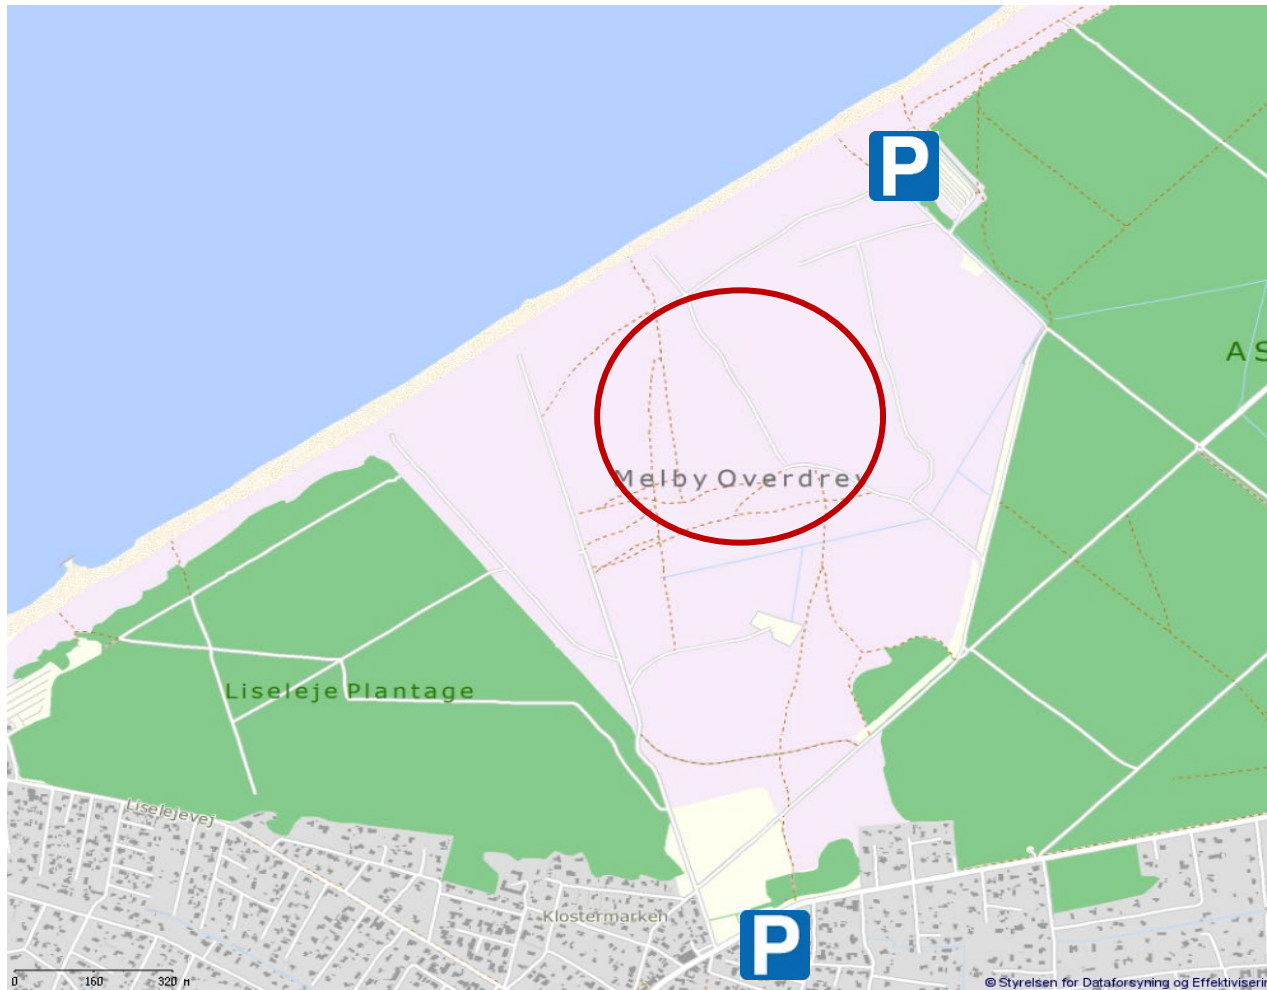 P
A S
Melby Overdrev
Liseleje Plantage
Liselejevej
Klostermarken
P
0 160 320 M
© Styrelsen for Dataforsyning og Effektiviserin